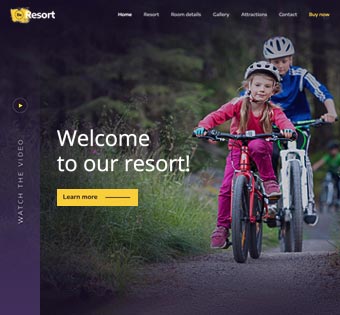 Be Resort
Home Resort Room details Gallery Attractions Contact Buy now
WATCH THE VIDEO
Welcome
to our resort!
Learn more